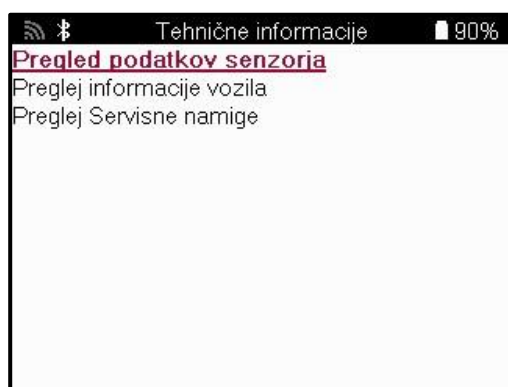 Tehnične informacije 90%
Pregled podatkov senzorja
Preglej informacije vozila
Preglej Servisne namige